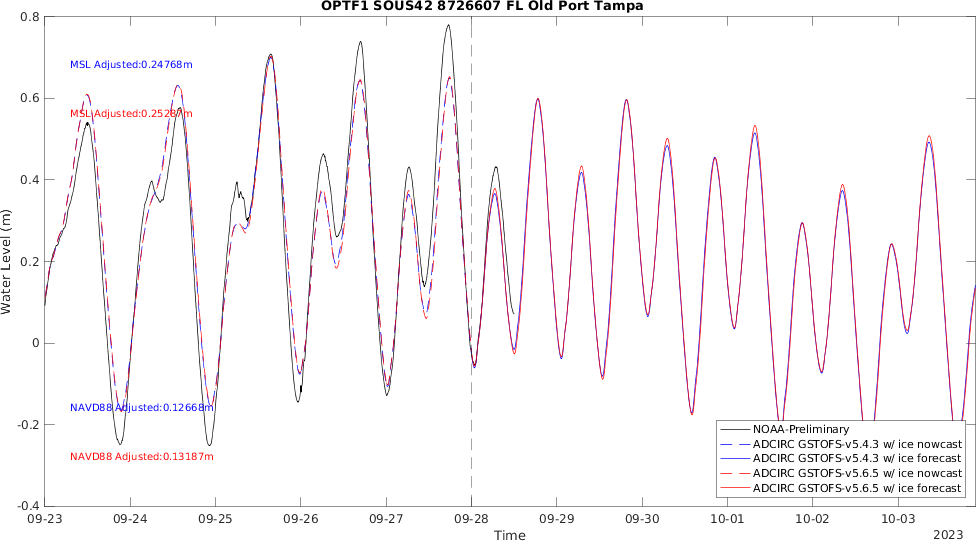 OPTF1 SOUS42 8726607 FL Old Port Tampa
0.8
0.6
0.4
0.2
0
-0.2
-0.4
Water Level (m)
MSL Adjusted:0.24768m
MSL Adjusted:0.25287m
NAVD88 Adjusted:0.12668m
NAVD88 Adjusted:0.13187m
NOAA-Preliminary
ADCIRC GSTOFS-v5.4.3 w/ ice nowcast
ADCIRC GSTOFS-v5.4.3 w/ ice forecast
ADCIRC GSTOFS-v5.6.5 w/ ice nowcast
ADCIRC GSTOFS-v5.6.5 w/ ice forecast
09-23 09-24 09-25 09-26 09-27 09-28 09-29 09-30 10-01 10-02 10-03
Time
2023